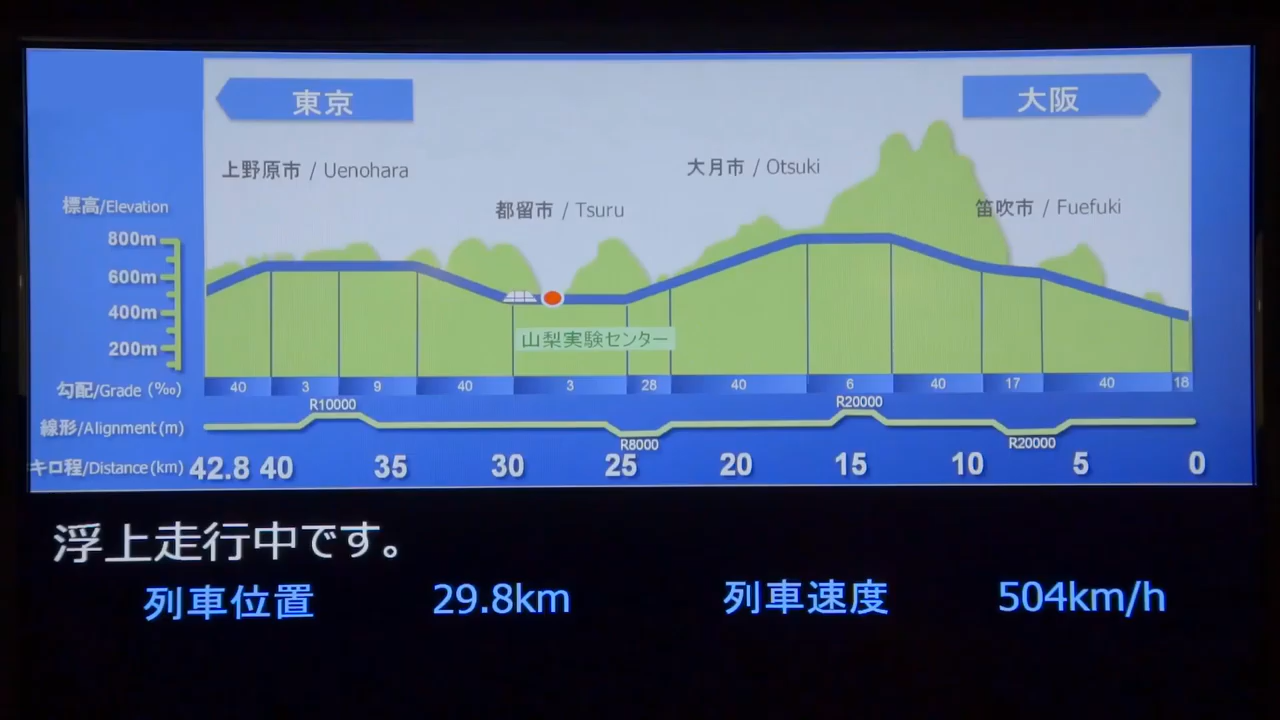 東京
大阪
上野原市 / Uenohara
大月市 / Otsuki
都留市 / Tsuru
笛吹市 / Fuefuki
標高/Elevation
800m
600m
400m
200m
山梨実験センター
勾配/Grade (‰)
40 3 9 40 3 28 40 6 40 17 40 18
R10000
R20000
線形/Alignment (m)
R8000
R20000
キロ程/Distance (km) 42.8 40 35 30 25 20 15 10 5 0
浮上走行中です。
列車位置 29.8km 列車速度 504km/h